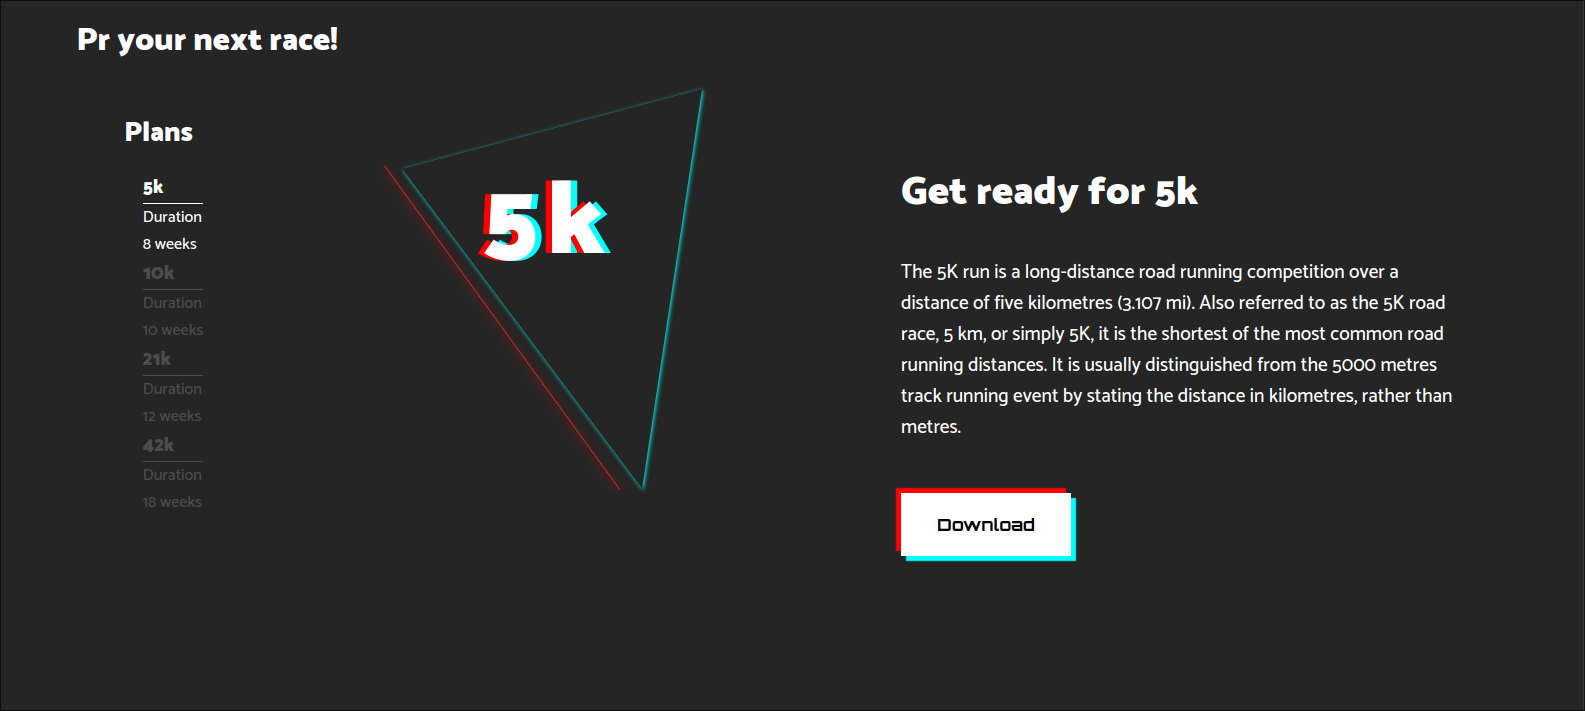 Pr your next race!
Plans
5k
Duration
8 weeks
10k
Duration
10 weeks
21k
Duration
12 weeks
42k
Duration
18 weeks
5k
Get ready for 5k
The 5K run is a long-distance road running competition over a
distance of five kilometres (3.107 mi). Also referred to as the 5K road
race, 5 km, or simply 5K, it is the shortest of the most common road
running distances. It is usually distinguished from the 5000 metres
track running event by stating the distance in kilometres, rather than
metres.
Download